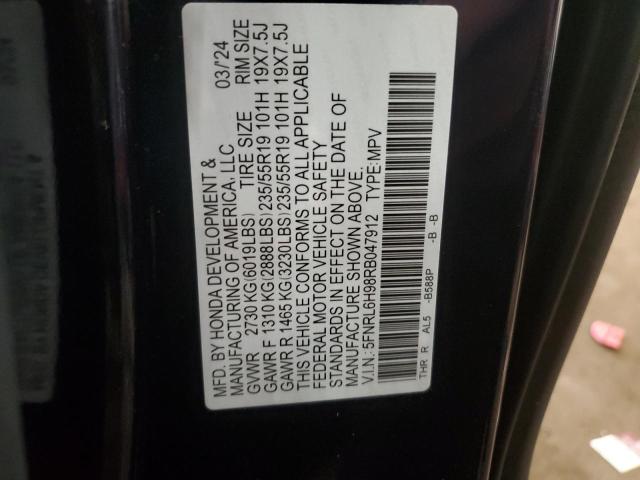 MFD. BY HONDA DEVELOPMENT & 03/'24
MANUFACTURING OF AMERICA, LLC
GVWR 2730 KG(6018LBS) TIRE SIZE RIM SIZE
GAWR F 1310 KG(2888LBS)235/55R19 101H 19X7.5J
GAWR R 1465 KG(3230LBS)235/55R19 101H 19X7.5J
THIS VEHICLE CONFORMS TO ALL APPLICABLE
FEDERAL MOTOR VEHICLE SAFETY
STANDARDS IN EFFECT ON THE DATE OF
MANUFACTURE SHOWN ABOVE.
V.I.N.: 5FNRL6H98RB047912 TYPE: MPV
THR R AL5 -B588P -B -B